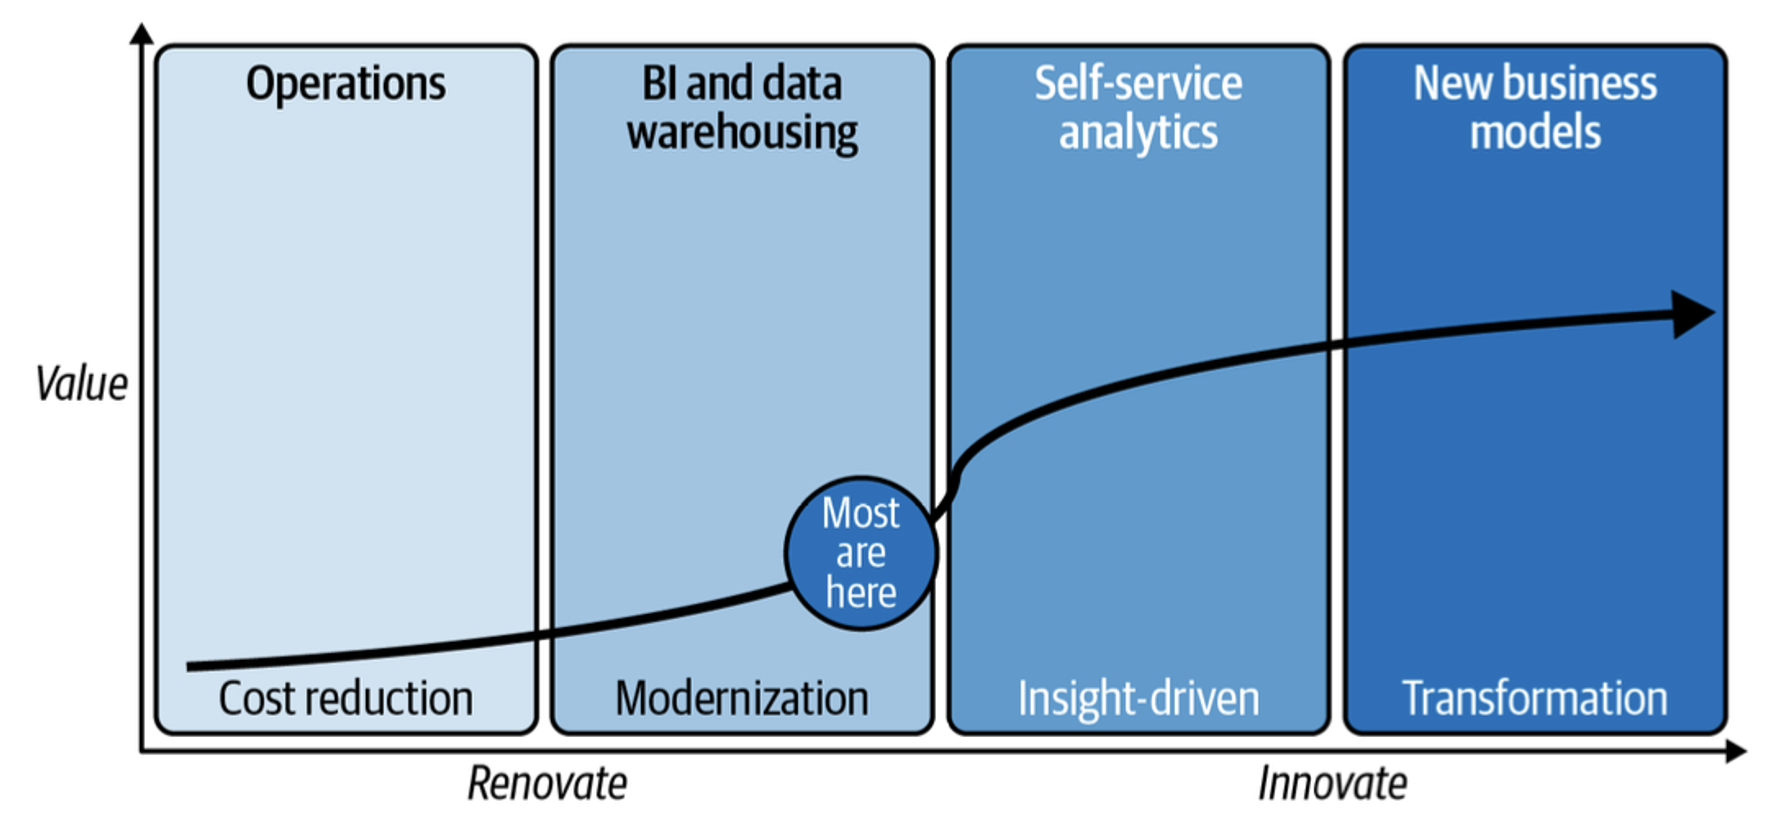 Operations
BI and data
warehousing
Self-service
analytics
New business
models
Value
Most
are
here
Cost reduction
Modernization
Insight-driven
Transformation
Renovate
Innovate